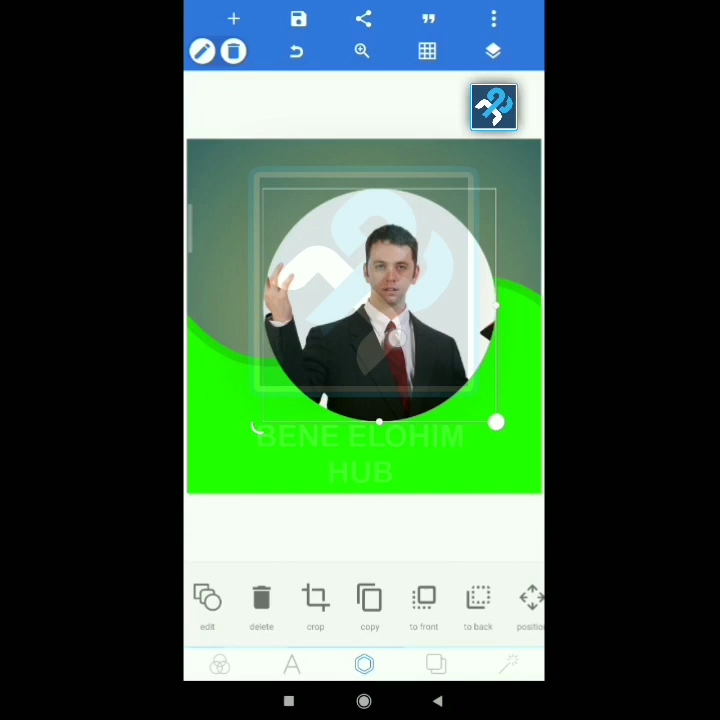 BENE ELOHIM
HUB
edit
delete
crop
copy
to front
to back
position